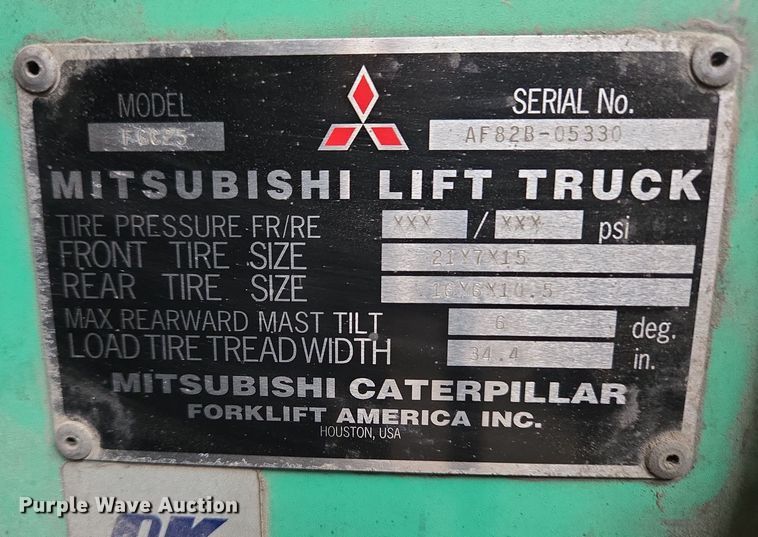 MODEL
FGC25
SERIAL No.
AF82B-05330
MITSUBISHI LIFT TRUCK
TIRE PRESSURE FR/RE XXX / XXX psi
FRONT TIRE SIZE 21X7X15
REAR TIRE SIZE 16X6X10.5
MAX REARWARD MAST TILT 6 deg.
LOAD TIRE TREAD WIDTH 34.4 in.
MITSUBISHI CATERPILLAR
FORKLIFT AMERICA INC.
HOUSTON, USA
Purple Wave Auction